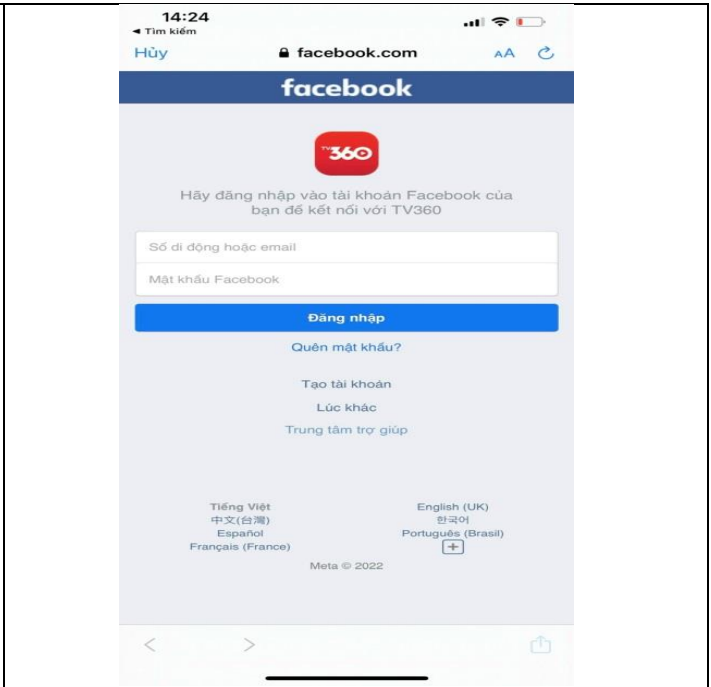 14:24
◀ Tìm kiếm
Hủy
facebook.com
AA
facebook
TV360
Hãy đăng nhập vào tài khoản Facebook của
bạn để kết nối với TV360
Số di động hoặc email
Mật khẩu Facebook
Đăng nhập
Quên mật khẩu?
Tạo tài khoản
Lúc khác
Trung tâm trợ giúp
Tiếng Việt
English (UK)
中文(台灣)
한국어
Español
Português (Brasil)
Français (France)
Meta © 2022